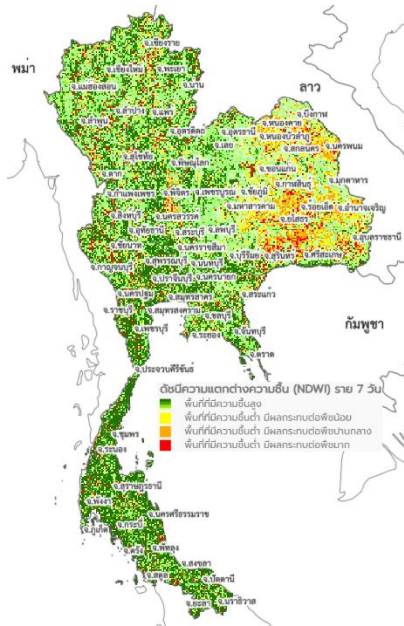 จ.เชียงราย
พม่า
จ.เชียงใหม่
จ.พะเยา
ลาว
จ.น่าน
จ.แม่ฮ่องสอน
จ.ลำปาง
จ.แพร่
จ.ลำพูน
จ.บึงกาฬ
จ.หนองคาย
จ.อุตรดิตถ์
จ.อุดรธานี
จ.หนองบัวลำภู
จ.นครพนม
จ.เลย
จ.สกลนคร
จ.สุโขทัย
จ.พิษณุโลก
จ.ขอนแก่น
จ.ตาก
จ.มุกดาหาร
จ.กาฬสินธุ์
จ.กำแพงเพชร
จ.พิจิตร
จ.เพชรบูรณ์
จ.ชัยภูมิ
จ.มหาสารคาม
จ.ร้อยเอ็ด
จ.อำนาจเจริญ
จ.สิงห์บุรี
จ.นครสวรรค์
จ.ยโสธร
จ.อุทัยธานี
จ.สระบุรี
จ.ลพบุรี
จ.อุบลราชธานี
จ.ชัยนาท
จ.นครราชสีมา
จ.บุรีรัมย์
จ.สุรินทร์
จ.ศรีสะเกษ
จ.สุพรรณบุรี
จ.นนทบุรี
จ.กาญจนบุรี
จ.ปราจีนบุรี
จ.นครนายก
จ.นครปฐม
จ.สมุทรสาคร
จ.สระแก้ว
จ.ราชบุรี
จ.สมุทรสงคราม
จ.ชลบุรี
กัมพูชา
จ.เพชรบุรี
จ.ระยอง
จ.จันทบุรี
จ.ตราด
จ.ประจวบคีรีขันธ์
ดัชนีความแตกต่างความชื้น (NDWI) ราย 7 วัน
พื้นที่ที่มีความชื้นสูง
พื้นที่ที่มีความชื้นต่ำ มีผลกระทบต่อพืชน้อย
พื้นที่ที่มีความชื้นต่ำ มีผลกระทบต่อพืชปานกลาง
พื้นที่ที่มีความชื้นต่ำ มีผลกระทบต่อพืชมาก
จ.ชุมพร
จ.ระนอง
จ.สุราษฎร์ธานี
จ.พังงา
จ.นครศรีธรรมราช
จ.ภูเก็ต
จ.กระบี่
จ.ตรัง
จ.พัทลุง
จ.สงขลา
จ.สตูล
จ.ปัตตานี
จ.ยะลา
จ.นราธิวาส